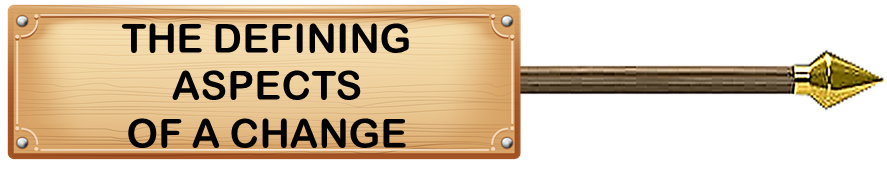 THE DEFINING
ASPECTS
OF A CHANGE